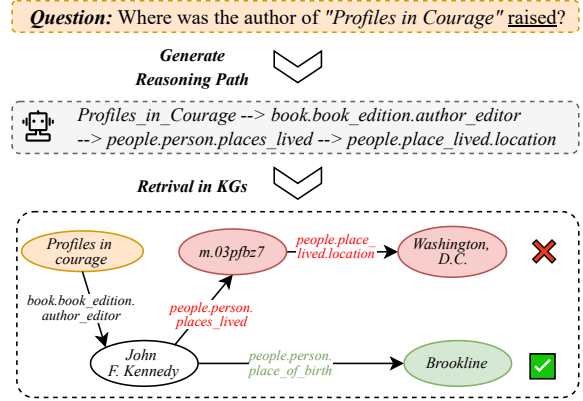 Question: Where was the author of "Profiles in Courage" raised?
Generate
Reasoning Path
Profiles_in_Courage --> book.book_edition.author_editor
--> people.person.places_lived --> people.place_lived.location
Retrival in KGs
Profiles in
courage
m.03pfbz7
people.place_
lived.location
Washington,
D.C.
book.book_edition.
author_editor
people.person.
places_lived
John
F. Kennedy
people.person.
place_of_birth
Brookline